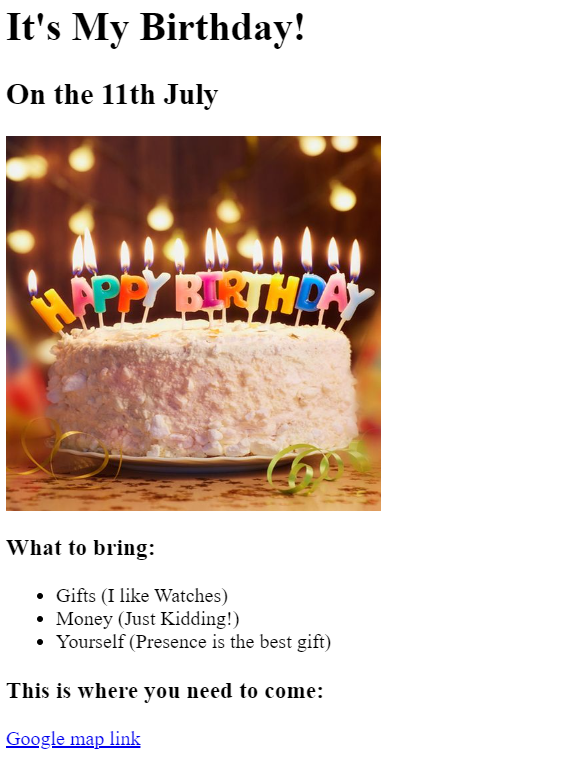 It's My Birthday!
On the 11th July
HAPPY BIRTHDAY
What to bring:
Gifts (I like Watches)
Money (Just Kidding!)
Yourself (Presence is the best gift)
This is where you need to come:
Google map link